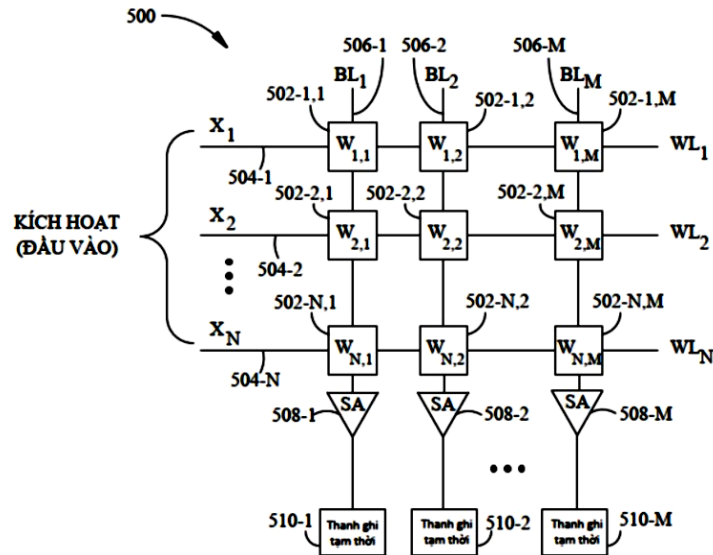 500
506-1 506-2 506-M
BL1 BL2 BLM
502-1,1 502-1,2 502-1,M
X1 W1,1 W1,2 W1,M WL1
504-1
502-2,1 502-2,2 502-2,M
KÍCH HOẠT
(ĐẦU VÀO)
X2 W2,1 W2,2 W2,M WL2
504-2
502-N,1 502-N,2 502-N,M
XN WN,1 WN,2 WN,M WLN
504-N
SA SA SA
508-1 508-2 508-M
510-1 Thanh ghi tạm thời 510-2 Thanh ghi tạm thời 510-M Thanh ghi tạm thời